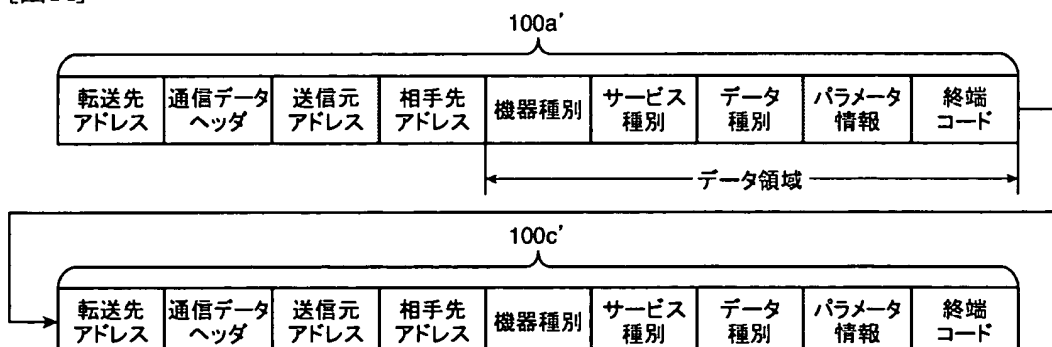 100a'
転送先アドレス 通信データヘッダ 送信元アドレス 相手先アドレス 機器種別 サービス種別 データ種別 パラメータ情報 終端コード
データ領域
100c'
転送先アドレス 通信データヘッダ 送信元アドレス 相手先アドレス 機器種別 サービス種別 データ種別 パラメータ情報 終端コード